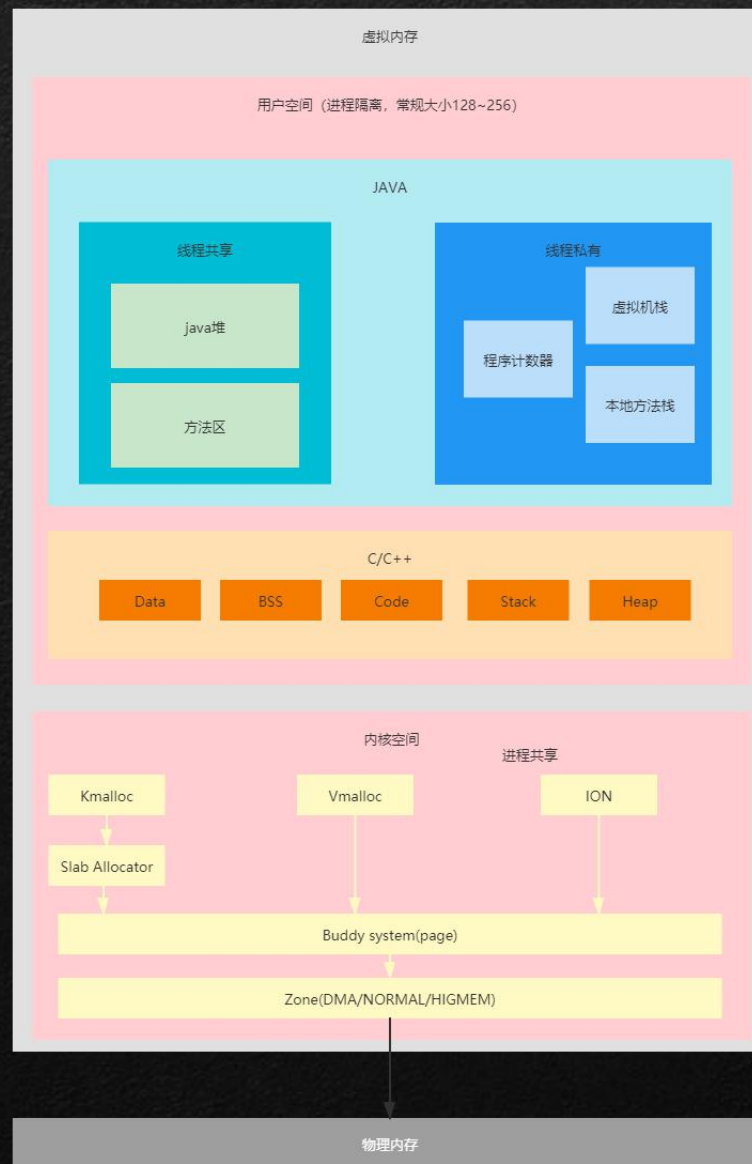 虚拟内存
用户空间（进程隔离，常规大小128~256）
JAVA
线程共享
java堆
方法区
线程私有
虚拟机栈
程序计数器
本地方法栈
C/C++
Data
BSS
Code
Stack
Heap
内核空间
进程共享
Kmalloc
Vmalloc
ION
Slab Allocator
Buddy system(page)
Zone(DMA/NORMAL/HIGMEM)
物理内存